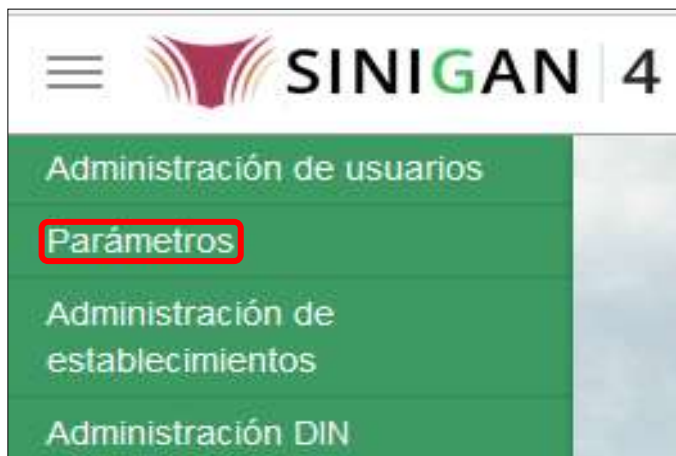 SINIGAN 4
Administración de usuarios
Parámetros
Administración de
establecimientos
Administración DIN